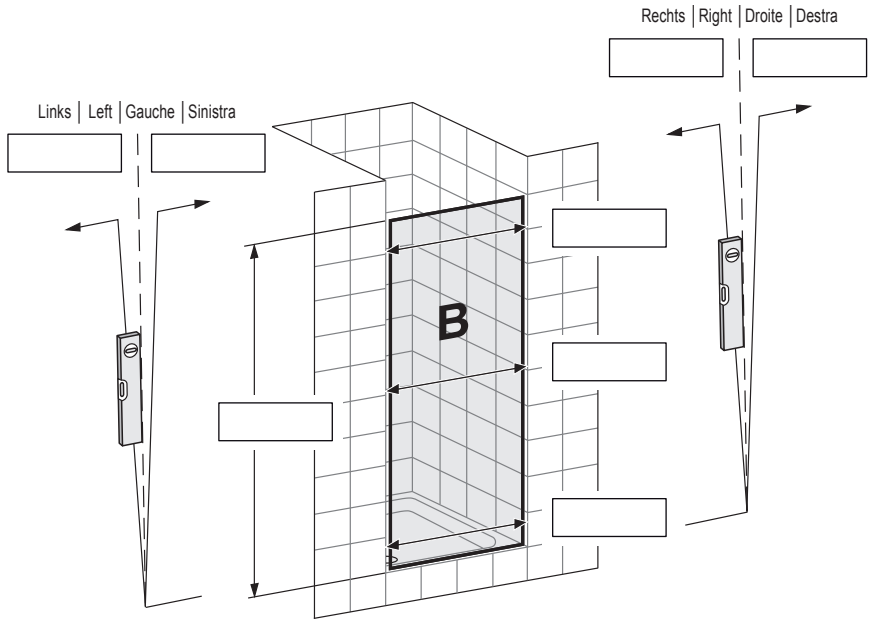 Rechts | Right | Droite | Destra
Links | Left | Gauche | Sinistra
B